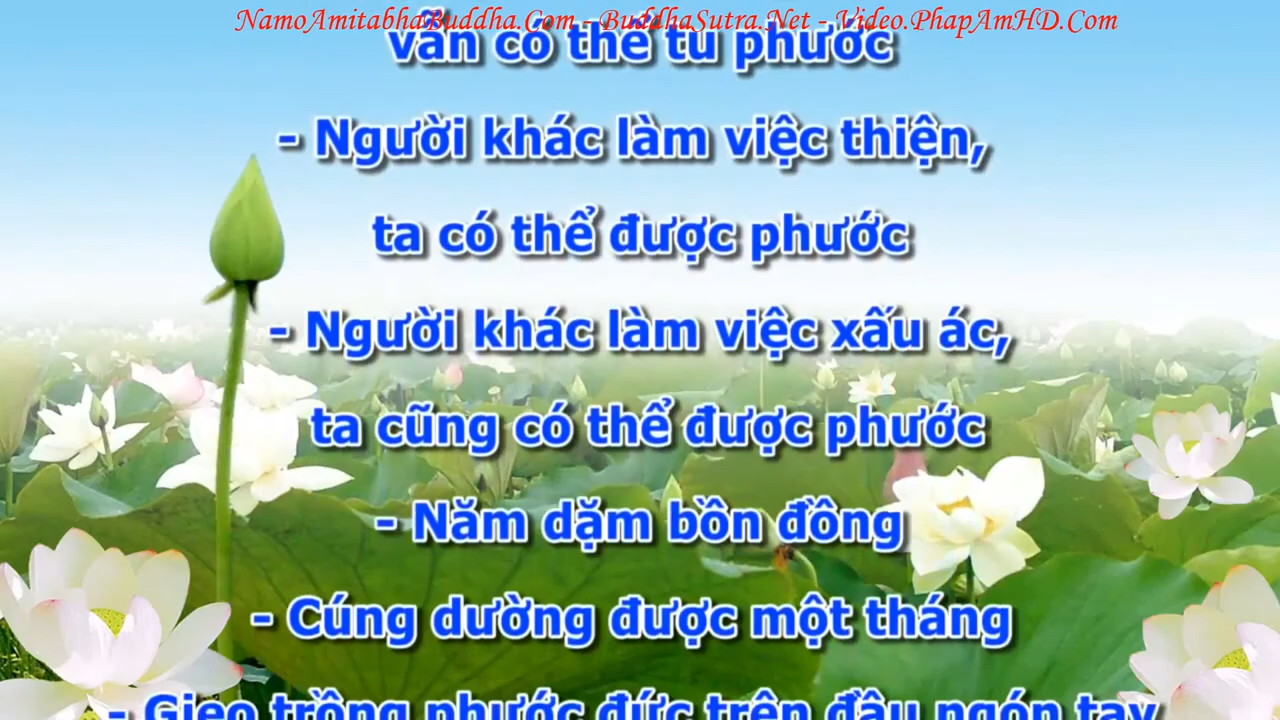 NamoAmitabhaBuddha.Com - BuddhaSutra.Net - Video.PhapAmHD.Com
vẫn có thể tu phước
- Người khác làm việc thiện,
ta có thể được phước
- Người khác làm việc xấu ác,
ta cũng có thể được phước
- Năm dặm bồn đồng
- Cúng dường được một tháng
- Gieo trồng phước đức trên đầu ngón tay